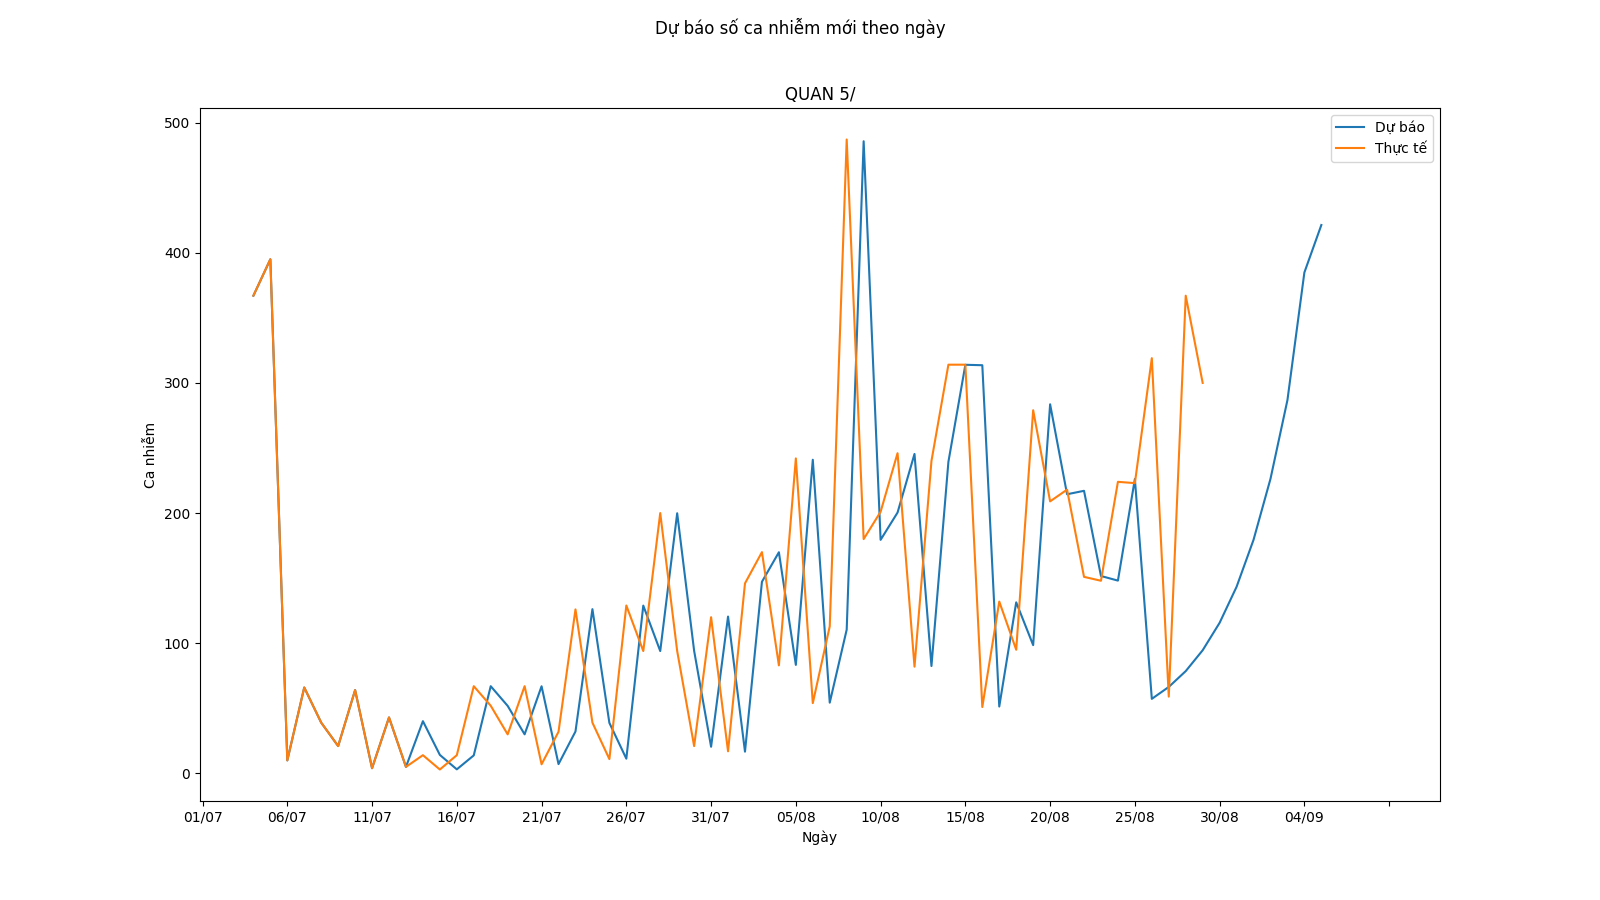 Dự báo số ca nhiễm mới theo ngày
QUAN 5/
Dự báo
Thực tế
500
400
300
200
100
0
Ca nhiễm
01/07 06/07 11/07 16/07 21/07 26/07 31/07 05/08 10/08 15/08 20/08 25/08 30/08 04/09
Ngày